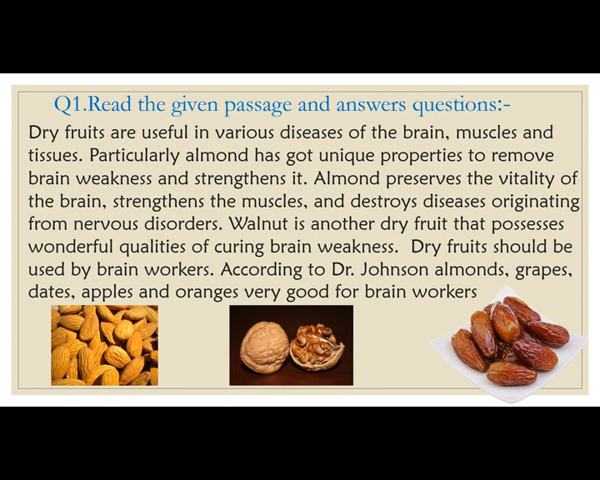 Q1.Read the given passage and answers questions:-
Dry fruits are useful in various diseases of the brain, muscles and
tissues. Particularly almond has got unique properties to remove
brain weakness and strengthens it. Almond preserves the vitality of
the brain, strengthens the muscles, and destroys diseases originating
from nervous disorders. Walnut is another dry fruit that possesses
wonderful qualities of curing brain weakness.  Dry fruits should be
used by brain workers. According to Dr. Johnson almonds, grapes,
dates, apples and oranges very good for brain workers